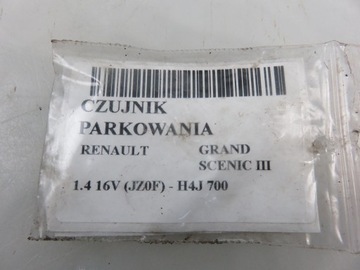 CZUJNIK
PARKOWANIA
RENAULT GRAND
SCENIC III
1.4 16V (JZ0F) - H4J 700